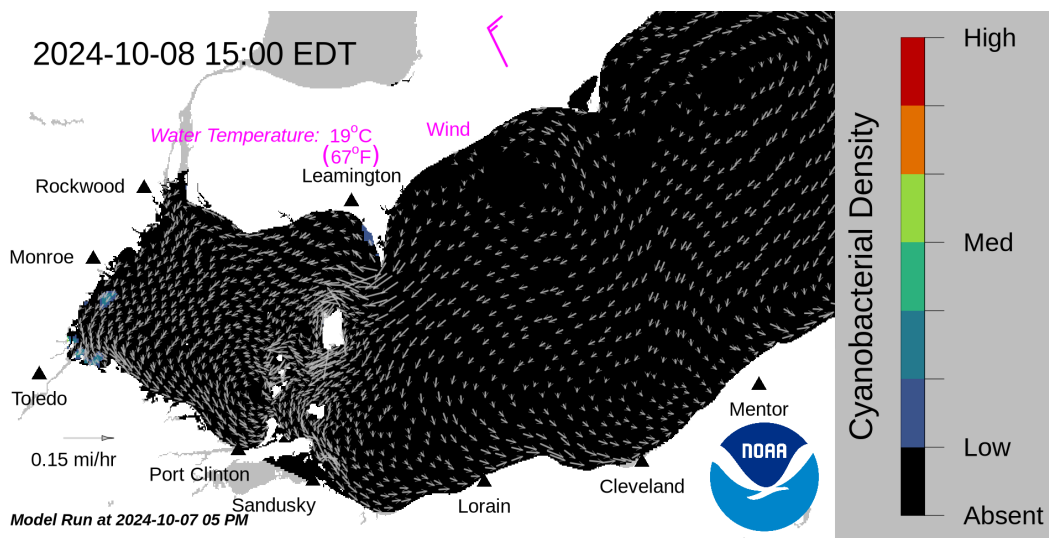 2024-10-08 15:00 EDT
Wind
Water Temperature: 19°C
(67°F)
Leamington
Rockwood
Monroe
Toledo
0.15 mi/hr
Port Clinton
Sandusky
Lorain
Cleveland
Mentor
NOAA
Model Run at 2024-10-07 05 PM
Cyanobacterial Density
High
Med
Low
Absent